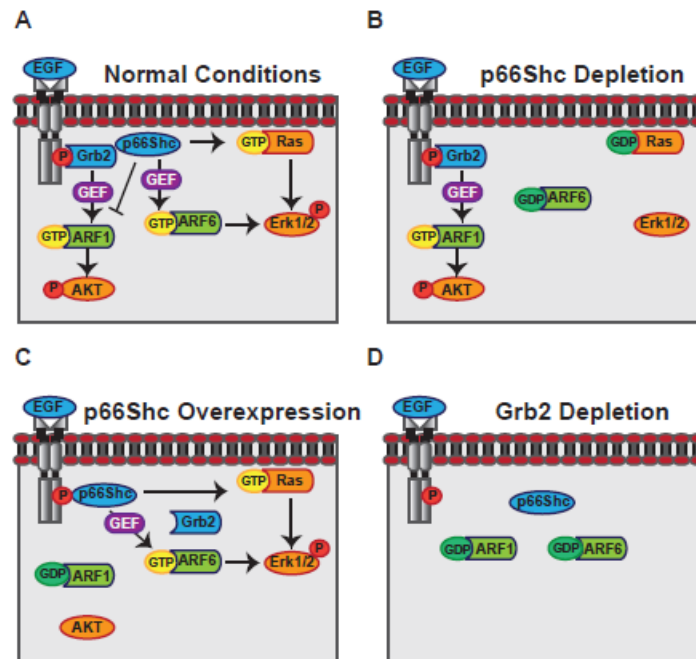 A
EGF
Normal Conditions
P
Grb2
p66Shc
GTP
Ras
GEF
GEF
GTP
ARF1
GTP
ARF6
P
Erk1/2
P
AKT
B
EGF
p66Shc Depletion
P
Grb2
GDP
Ras
GEF
GDP
ARF6
GTP
ARF1
Erk1/2
P
AKT
C
EGF
p66Shc Overexpression
P
p66Shc
GTP
Ras
GEF
Grb2
GTP
ARF6
P
Erk1/2
GDP
ARF1
AKT
D
EGF
Grb2 Depletion
P
p66Shc
GDP
ARF1
GDP
ARF6